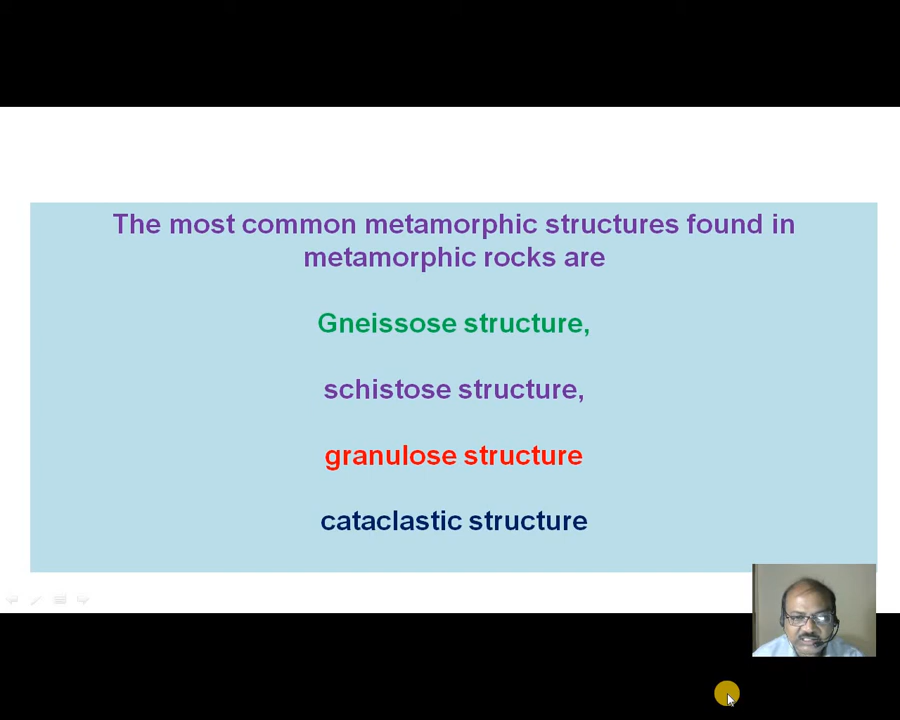 The most common metamorphic structures found in
metamorphic rocks are
Gneissose structure,
schistose structure,
granulose structure
cataclastic structure